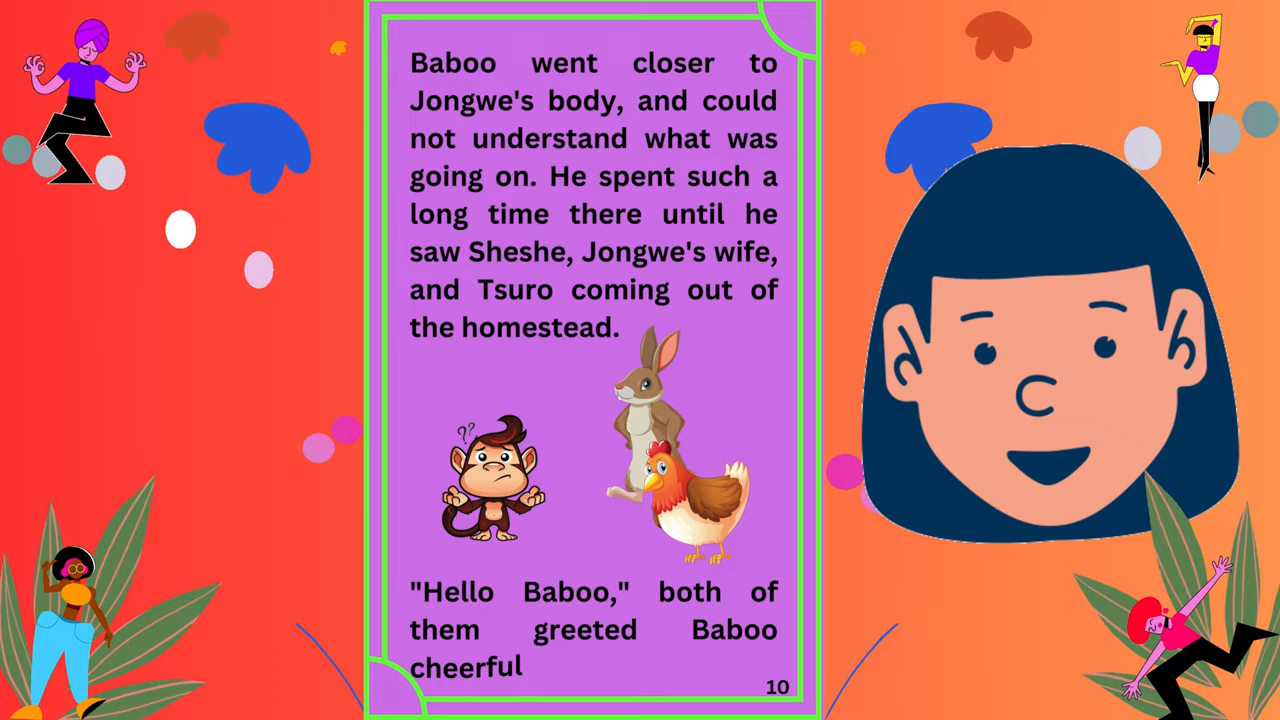 Baboo went closer to
Jongwe's body, and could
not understand what was
going on. He spent such a
long time there until he
saw Sheshe, Jongwe's wife,
and Tsuro coming out of
the homestead.
??
"Hello Baboo," both of
them greeted Baboo
cheerful
10